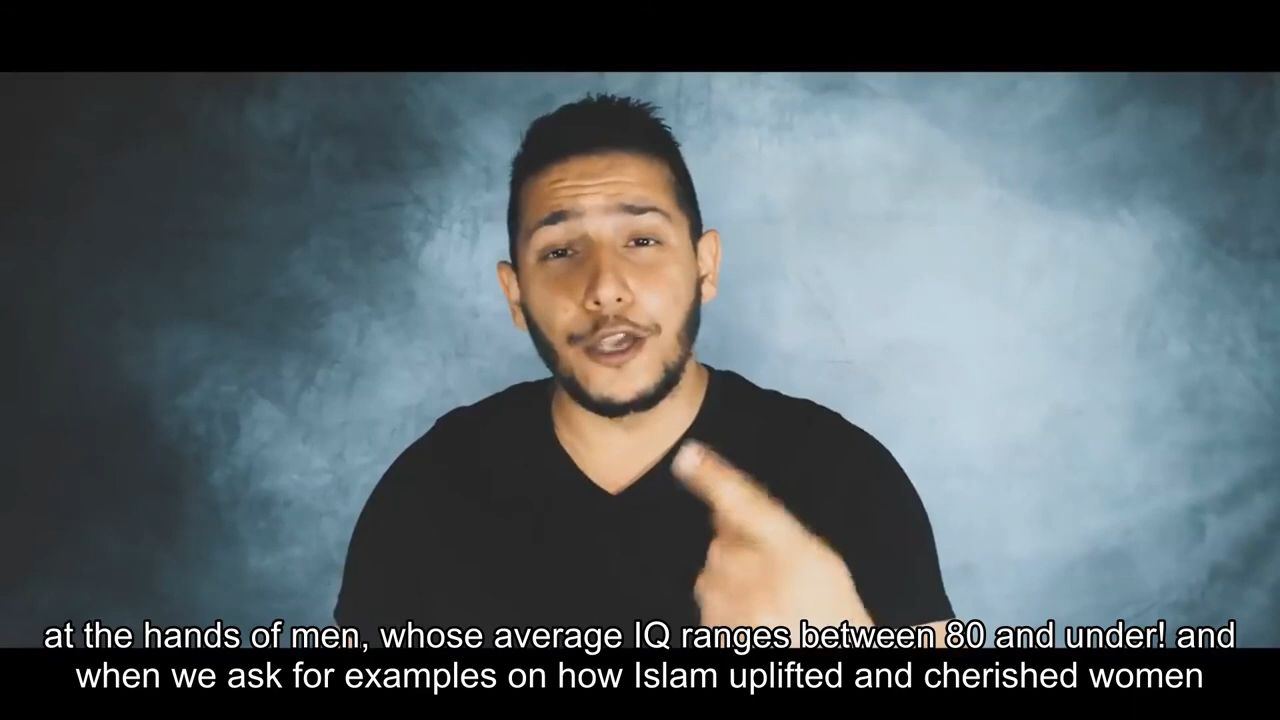 at the hands of men, whose average IQ ranges between 80 and under! and
when we ask for examples on how Islam uplifted and cherished women